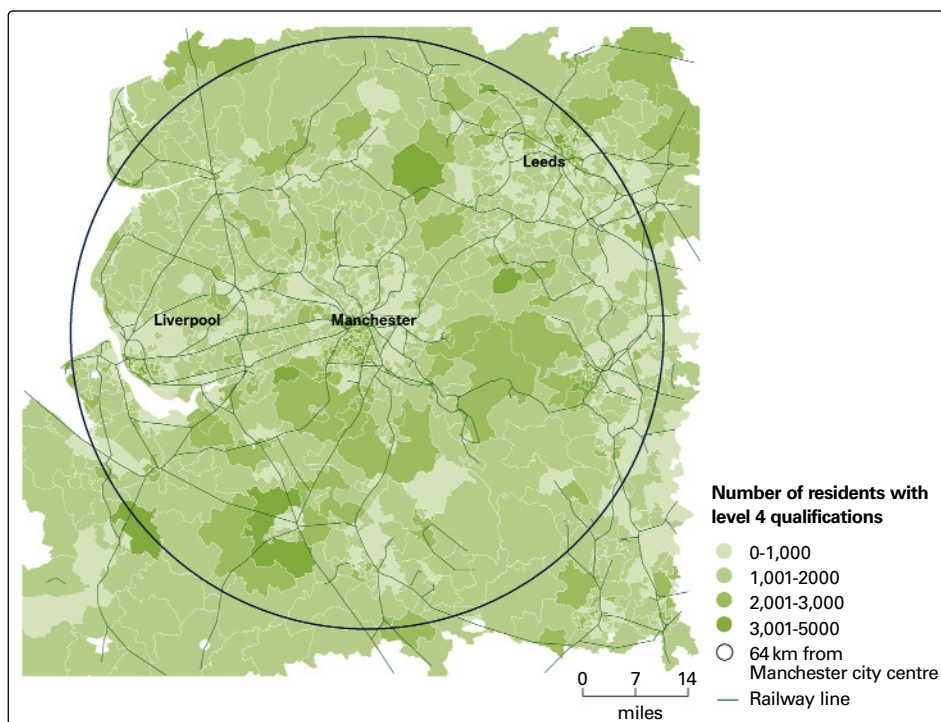 Leeds
Liverpool
Manchester
Number of residents with
level 4 qualifications
0-1,000
1,001-2000
2,001-3,000
3,001-5000
64 km from
Manchester city centre
Railway line
0 7 14
miles